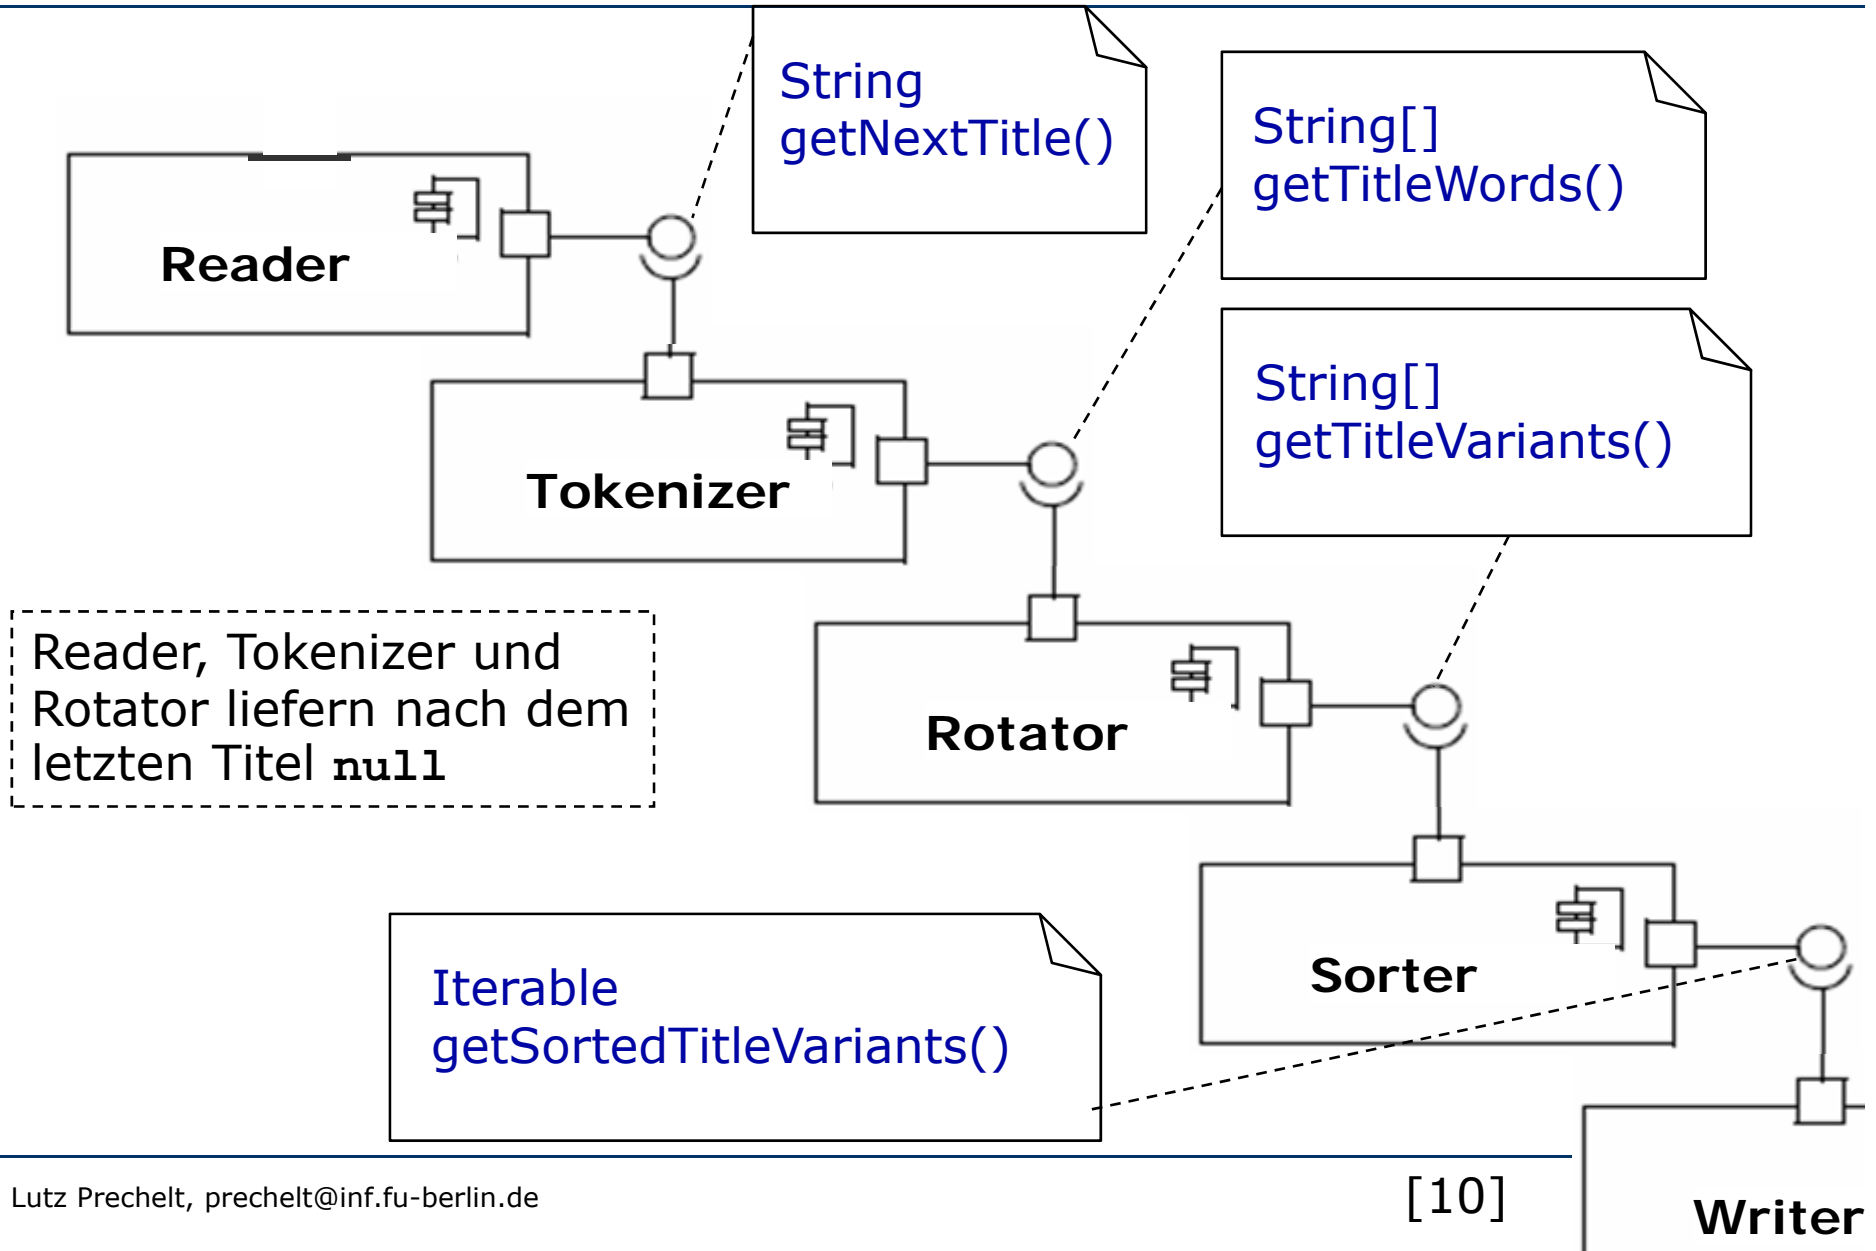 String
getNextTitle()
String[]
getTitleWords()
Reader
String[]
getTitleVariants()
Tokenizer
Reader, Tokenizer und
Rotator liefern nach dem
letzten Titel null
Rotator
Iterable
getSortedTitleVariants()
Sorter
Lutz Prechelt, prechelt@inf.fu-berlin.de
[10]
Writer